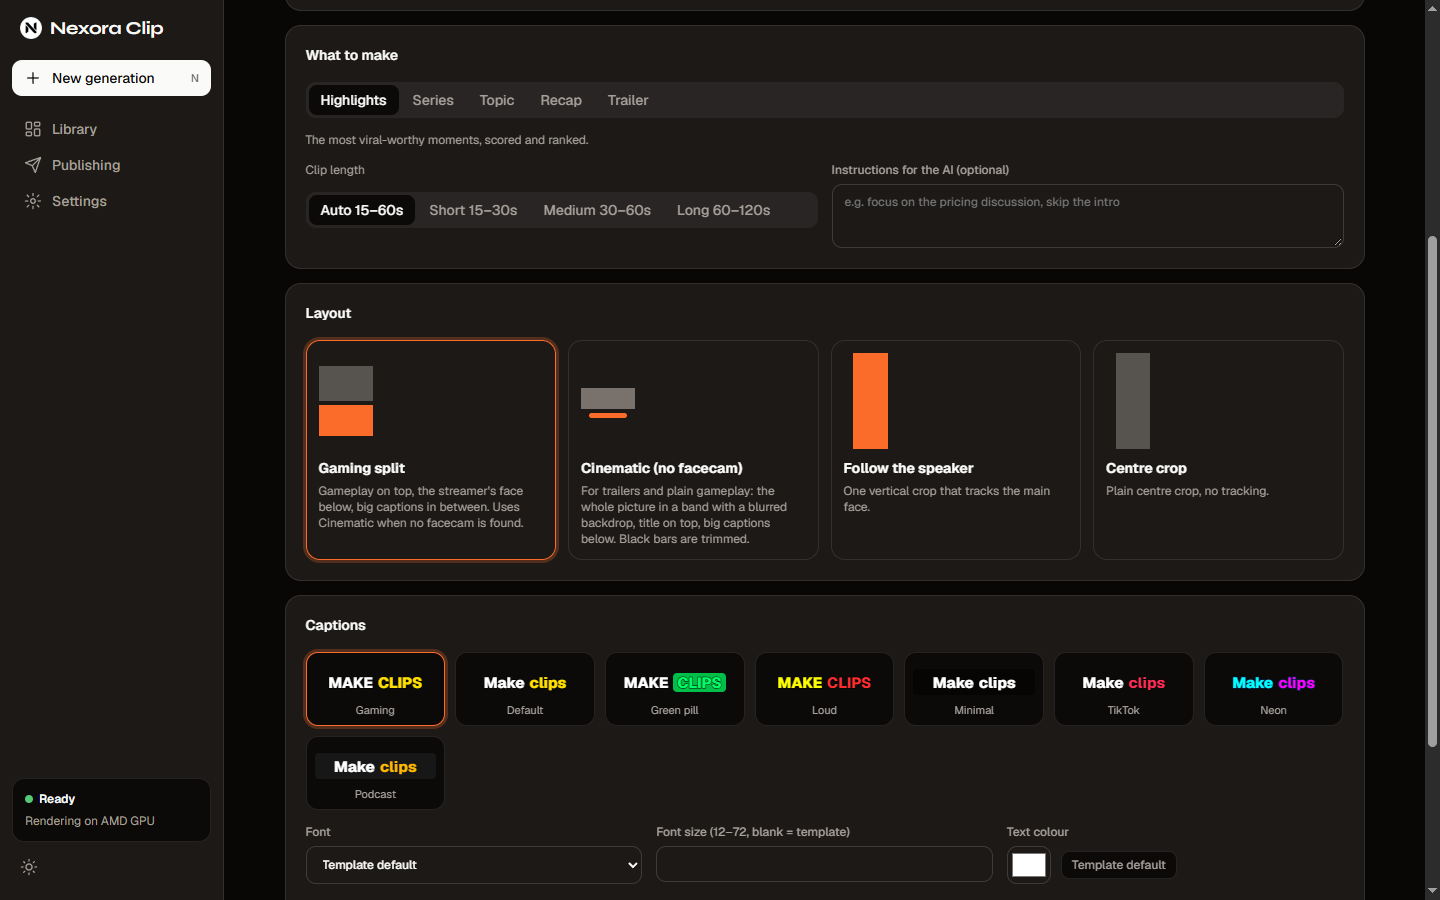 Nexora Clip
New generation N
Library
Publishing
Settings
Ready
Rendering on AMD GPU
What to make
Highlights Series Topic Recap Trailer
The most viral-worthy moments, scored and ranked.
Clip length
Auto 15–60s Short 15–30s Medium 30–60s Long 60–120s
Instructions for the AI (optional)
e.g. focus on the pricing discussion, skip the intro
Layout
Gaming split
Gameplay on top, the streamer's face
below, big captions in between. Uses
Cinematic when no facecam is found.
Cinematic (no facecam)
For trailers and plain gameplay: the
whole picture in a band with a blurred
backdrop, title on top, big captions
below. Black bars are trimmed.
Follow the speaker
One vertical crop that tracks the main
face.
Centre crop
Plain centre crop, no tracking.
Captions
MAKE CLIPS
Gaming
Make clips
Default
MAKE CLIPS
Green pill
MAKE CLIPS
Loud
Make clips
Minimal
Make clips
TikTok
Make clips
Neon
Make clips
Podcast
Font
Template default
Font size (12–72, blank = template)
Text colour
Template default